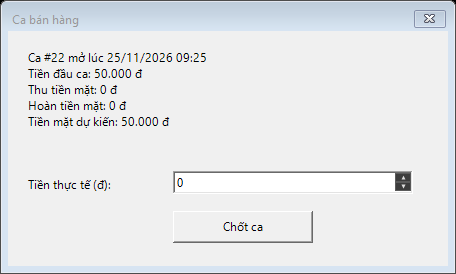 Ca bán hàng
Ca #22 mở lúc 25/11/2026 09:25
Tiền đầu ca: 50.000 đ
Thu tiền mặt: 0 đ
Hoàn tiền mặt: 0 đ
Tiền mặt dự kiến: 50.000 đ
Tiền thực tế (đ): 0
Chốt ca